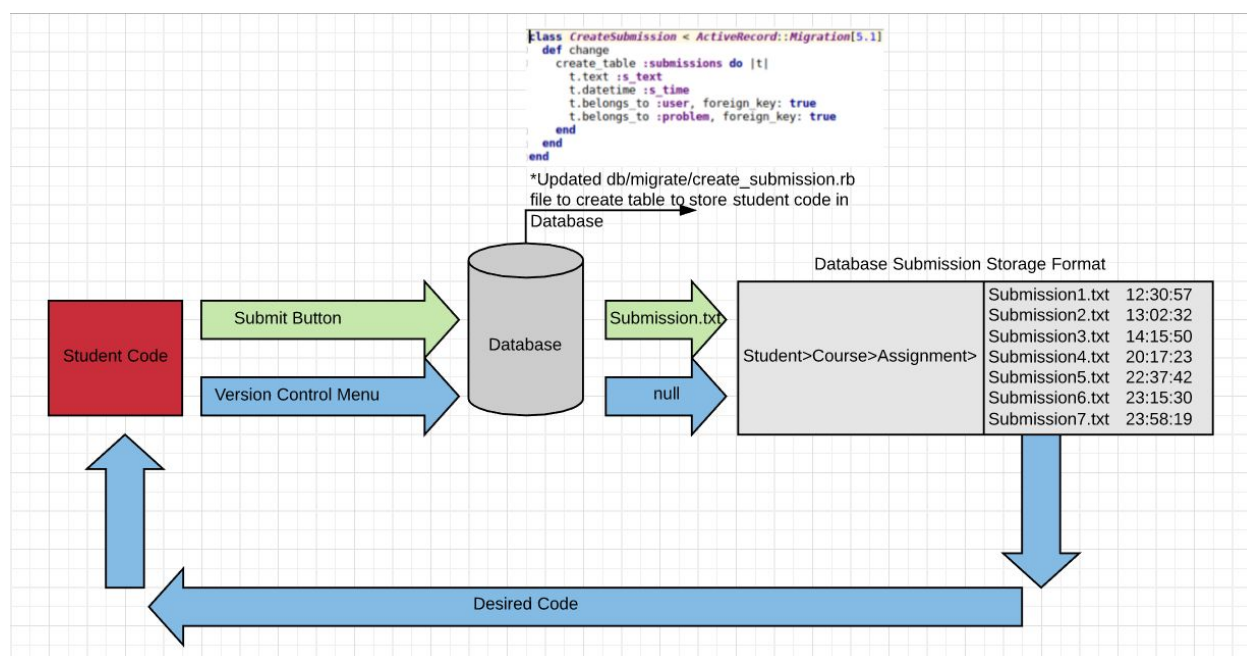 class CreateSubmission < ActiveRecord::Migration[5.1]
def change
create_table :submissions do |t|
t.text :s_text
t.datetime :s_time
t.belongs_to :user, foreign_key: true
t.belongs_to :problem, foreign_key: true
end
end
end
*Updated db/migrate/create_submission.rb
file to create table to store student code in
Database
Database Submission Storage Format
Student Code
Submit Button
Version Control Menu
Database
Submission.txt
null
Student>Course>Assignment>
Submission1.txt 12:30:57
Submission2.txt 13:02:32
Submission3.txt 14:15:50
Submission4.txt 20:17:23
Submission5.txt 22:37:42
Submission6.txt 23:15:30
Submission7.txt 23:58:19
Desired Code